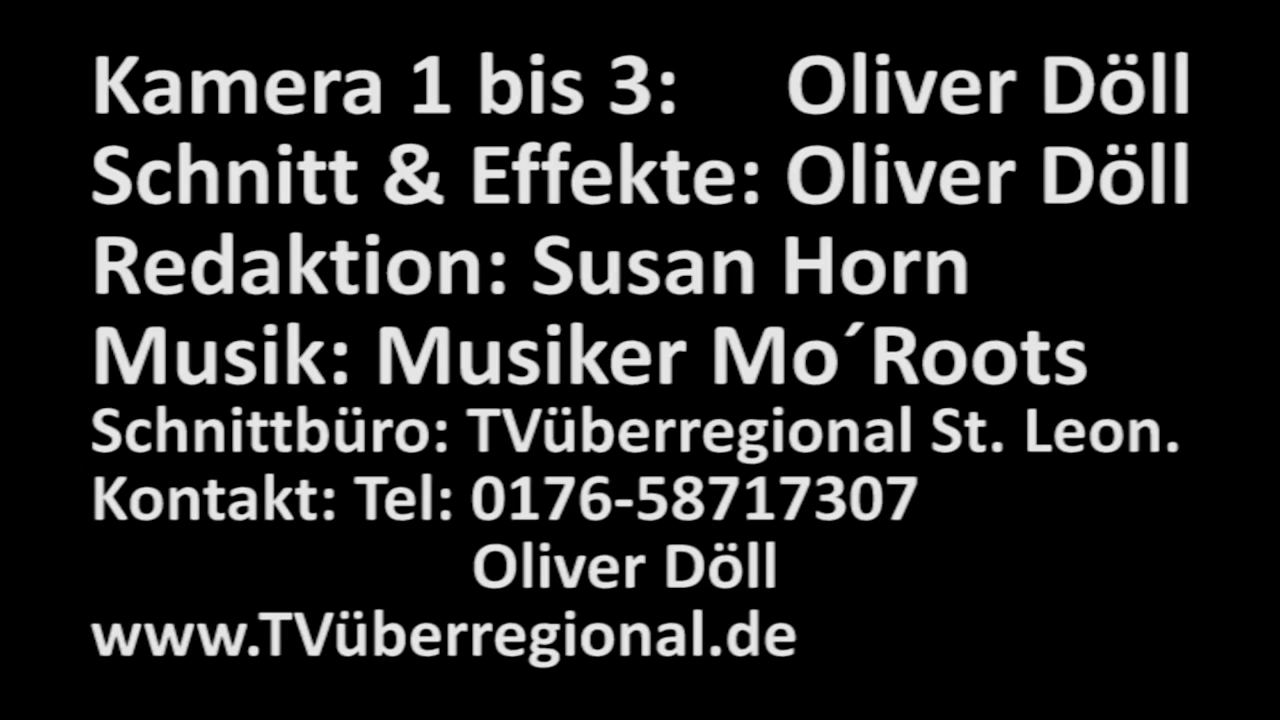 Kamera 1 bis 3: Oliver Döll
Schnitt & Effekte: Oliver Döll
Redaktion: Susan Horn
Musik: Musiker Mo´Roots
Schnittbüro: TVüberregional St. Leon.
Kontakt: Tel: 0176-58717307
Oliver Döll
www.TVüberregional.de